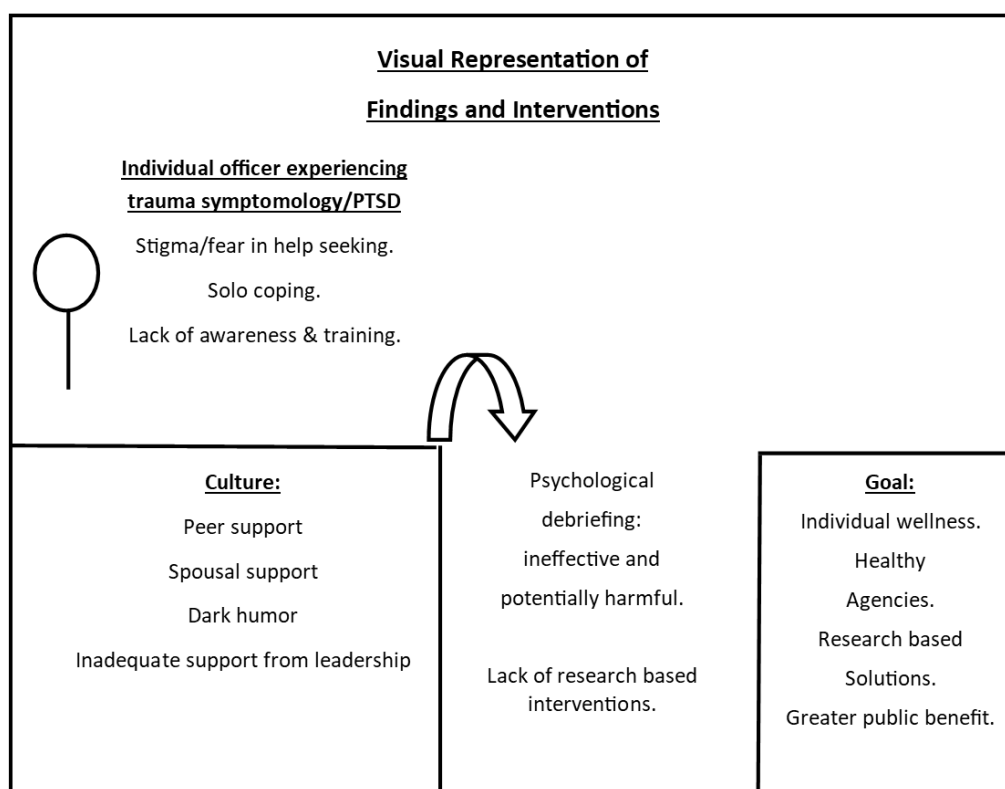 Visual Representation of
Findings and Interventions
Individual officer experiencing
trauma symptomology/PTSD
Stigma/fear in help seeking.
Solo coping.
Lack of awareness & training.
Culture:
Peer support
Spousal support
Dark humor
Inadequate support from leadership
Psychological
debriefing:
ineffective and
potentially harmful.
Lack of research based
interventions.
Goal:
Individual wellness.
Healthy
Agencies.
Research based
Solutions.
Greater public benefit.